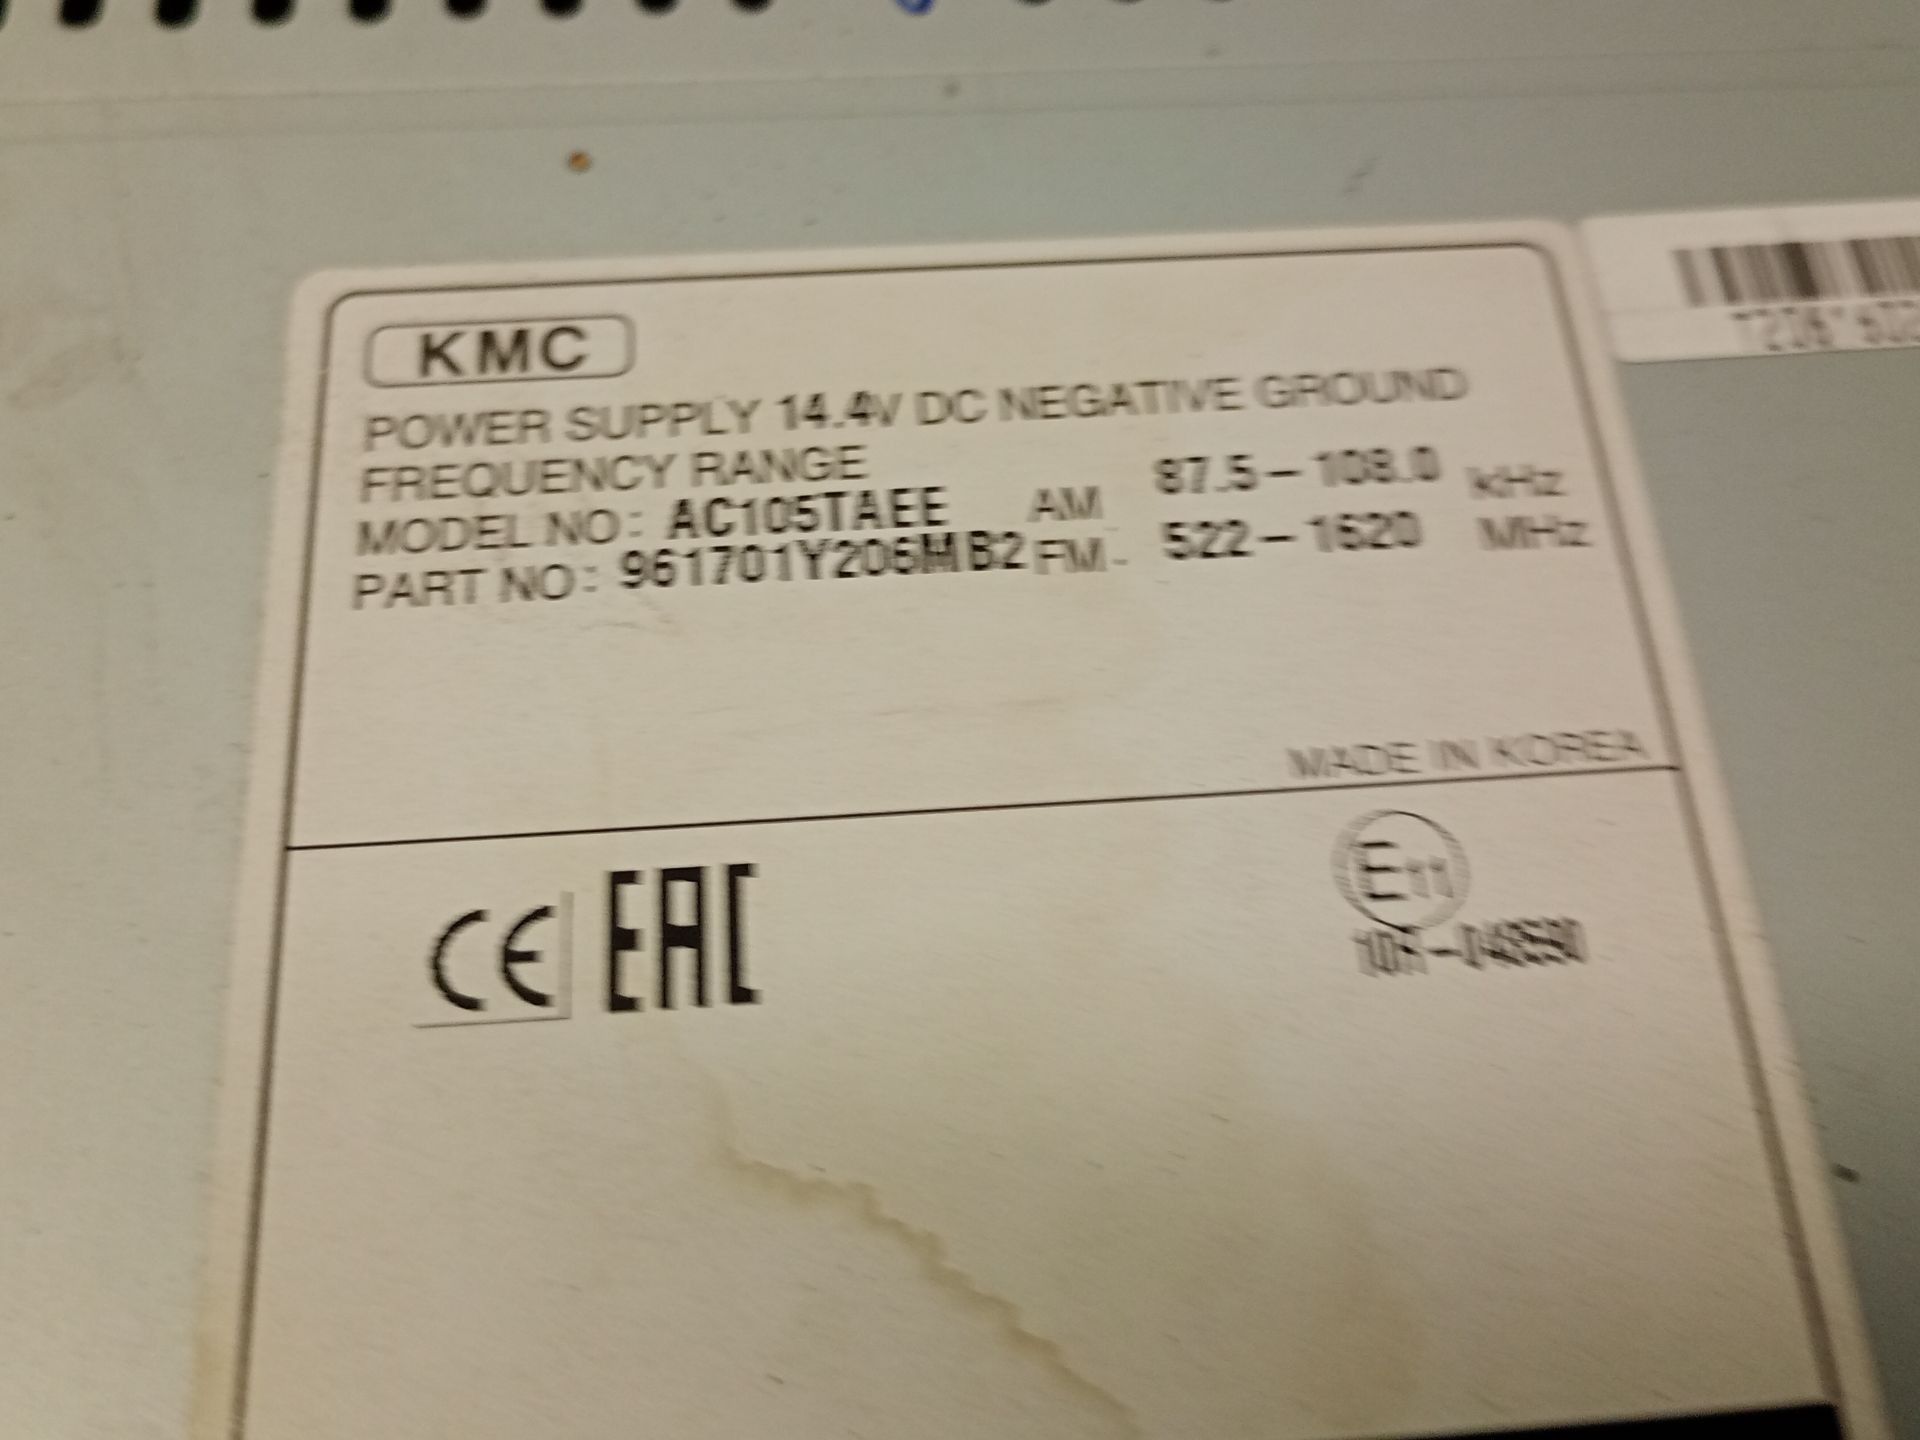 KMC
POWER SUPPLY 14.4V DC NEGATIVE GROUND
FREQUENCY RANGE
MODEL NO: AC105TAEE AM 87.5-108.0 kHz
PART NO: 961701Y206MB2 FM 522-1620 MHz
MADE IN KOREA
CE EAC
E11